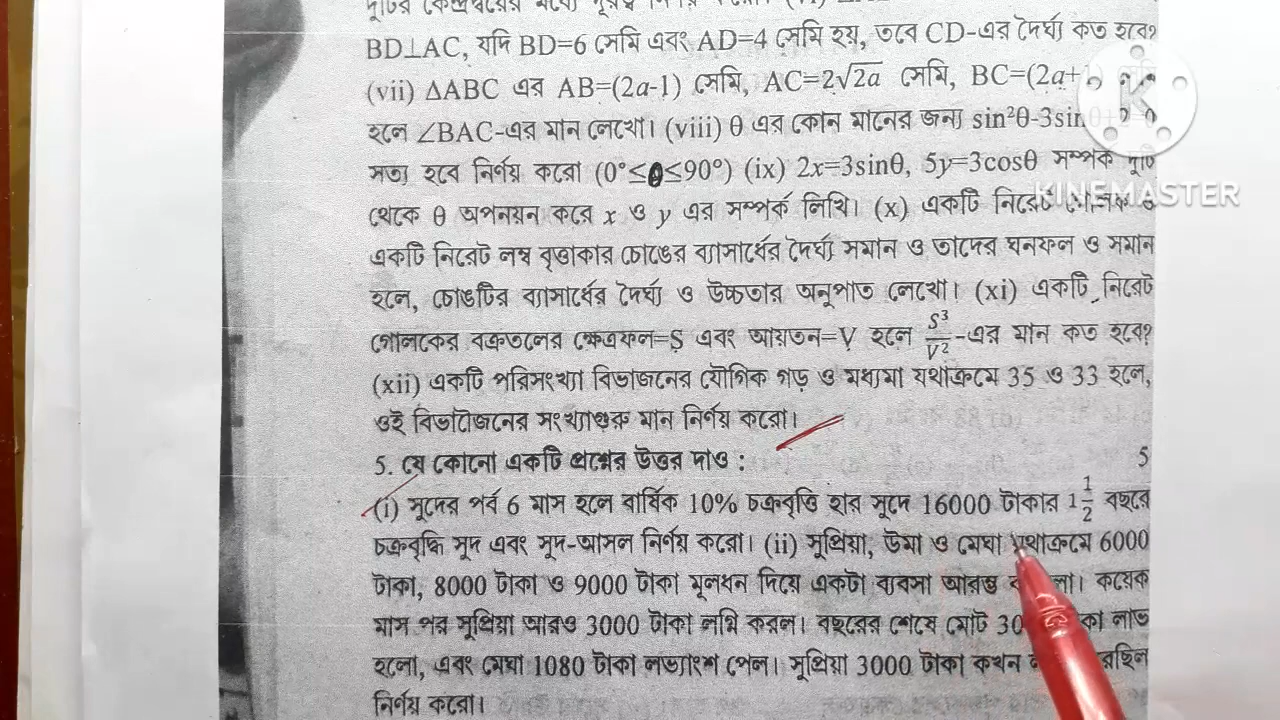 BD⊥AC, যদি BD=6 সেমি এবং AD=4 সেমি হয়, তবে CD-এর দৈর্ঘ্য কত হবে?
(vii) ΔABC এর AB=(2a-1) সেমি, AC=2√2a সেমি, BC=(2a+
হলে ∠BAC-এর মান লেখো। (viii) θ এর কোন মানের জন্য sin²θ-3sinθ+2=0
সত্য হবে নির্ণয় করো (0°≤θ≤90°) (ix) 2x=3sinθ, 5y=3cosθ সম্পর্ক দুটি
থেকে θ অপনয়ন করে x ও y এর সম্পর্ক লিখি। (x) একটি নিরেট গোলক ও
একটি নিরেট লম্ব বৃত্তাকার চোঙের ব্যাসার্ধের দৈর্ঘ্য সমান ও তাদের ঘনফল ও সমান
হলে, চোঙটির ব্যাসার্ধের দৈর্ঘ্য ও উচ্চতার অনুপাত লেখো। (xi) একটি নিরেট
গোলকের বক্রতলের ক্ষেত্রফল=S এবং আয়তন=V হলে S³/V²-এর মান কত হবে?
(xii) একটি পরিসংখ্যা বিভাজনের যৌগিক গড় ও মধ্যমা যথাক্রমে 35 ও 33 হলে,
ওই বিভাটজনের সংখ্যাগুরু মান নির্ণয় করো।
5. যে কোনো একটি প্রশ্নের উত্তর দাও : 5
(i) সুদের পর্ব 6 মাস হলে বার্ষিক 10% চক্রবৃত্তি হার সুদে 16000 টাকার 1½ বছরে
চক্রবৃদ্ধি সুদ এবং সুদ-আসল নির্ণয় করো। (ii) সুপ্রিয়া, উমা ও মেঘা যথাক্রমে 6000
টাকা, 8000 টাকা ও 9000 টাকা মূলধন দিয়ে একটা ব্যবসা আরম্ভ
কয়েক
মাস পর সুপ্রিয়া আরও 3000 টাকা লগ্নি করল। বছরের শেষে মোট 30 কা লাভ
হলো, এবং মেঘা 1080 টাকা লভ্যাংশ পেল। সুপ্রিয়া 3000 টাকা কখন
নির্ণয় করো।
KINEMASTER